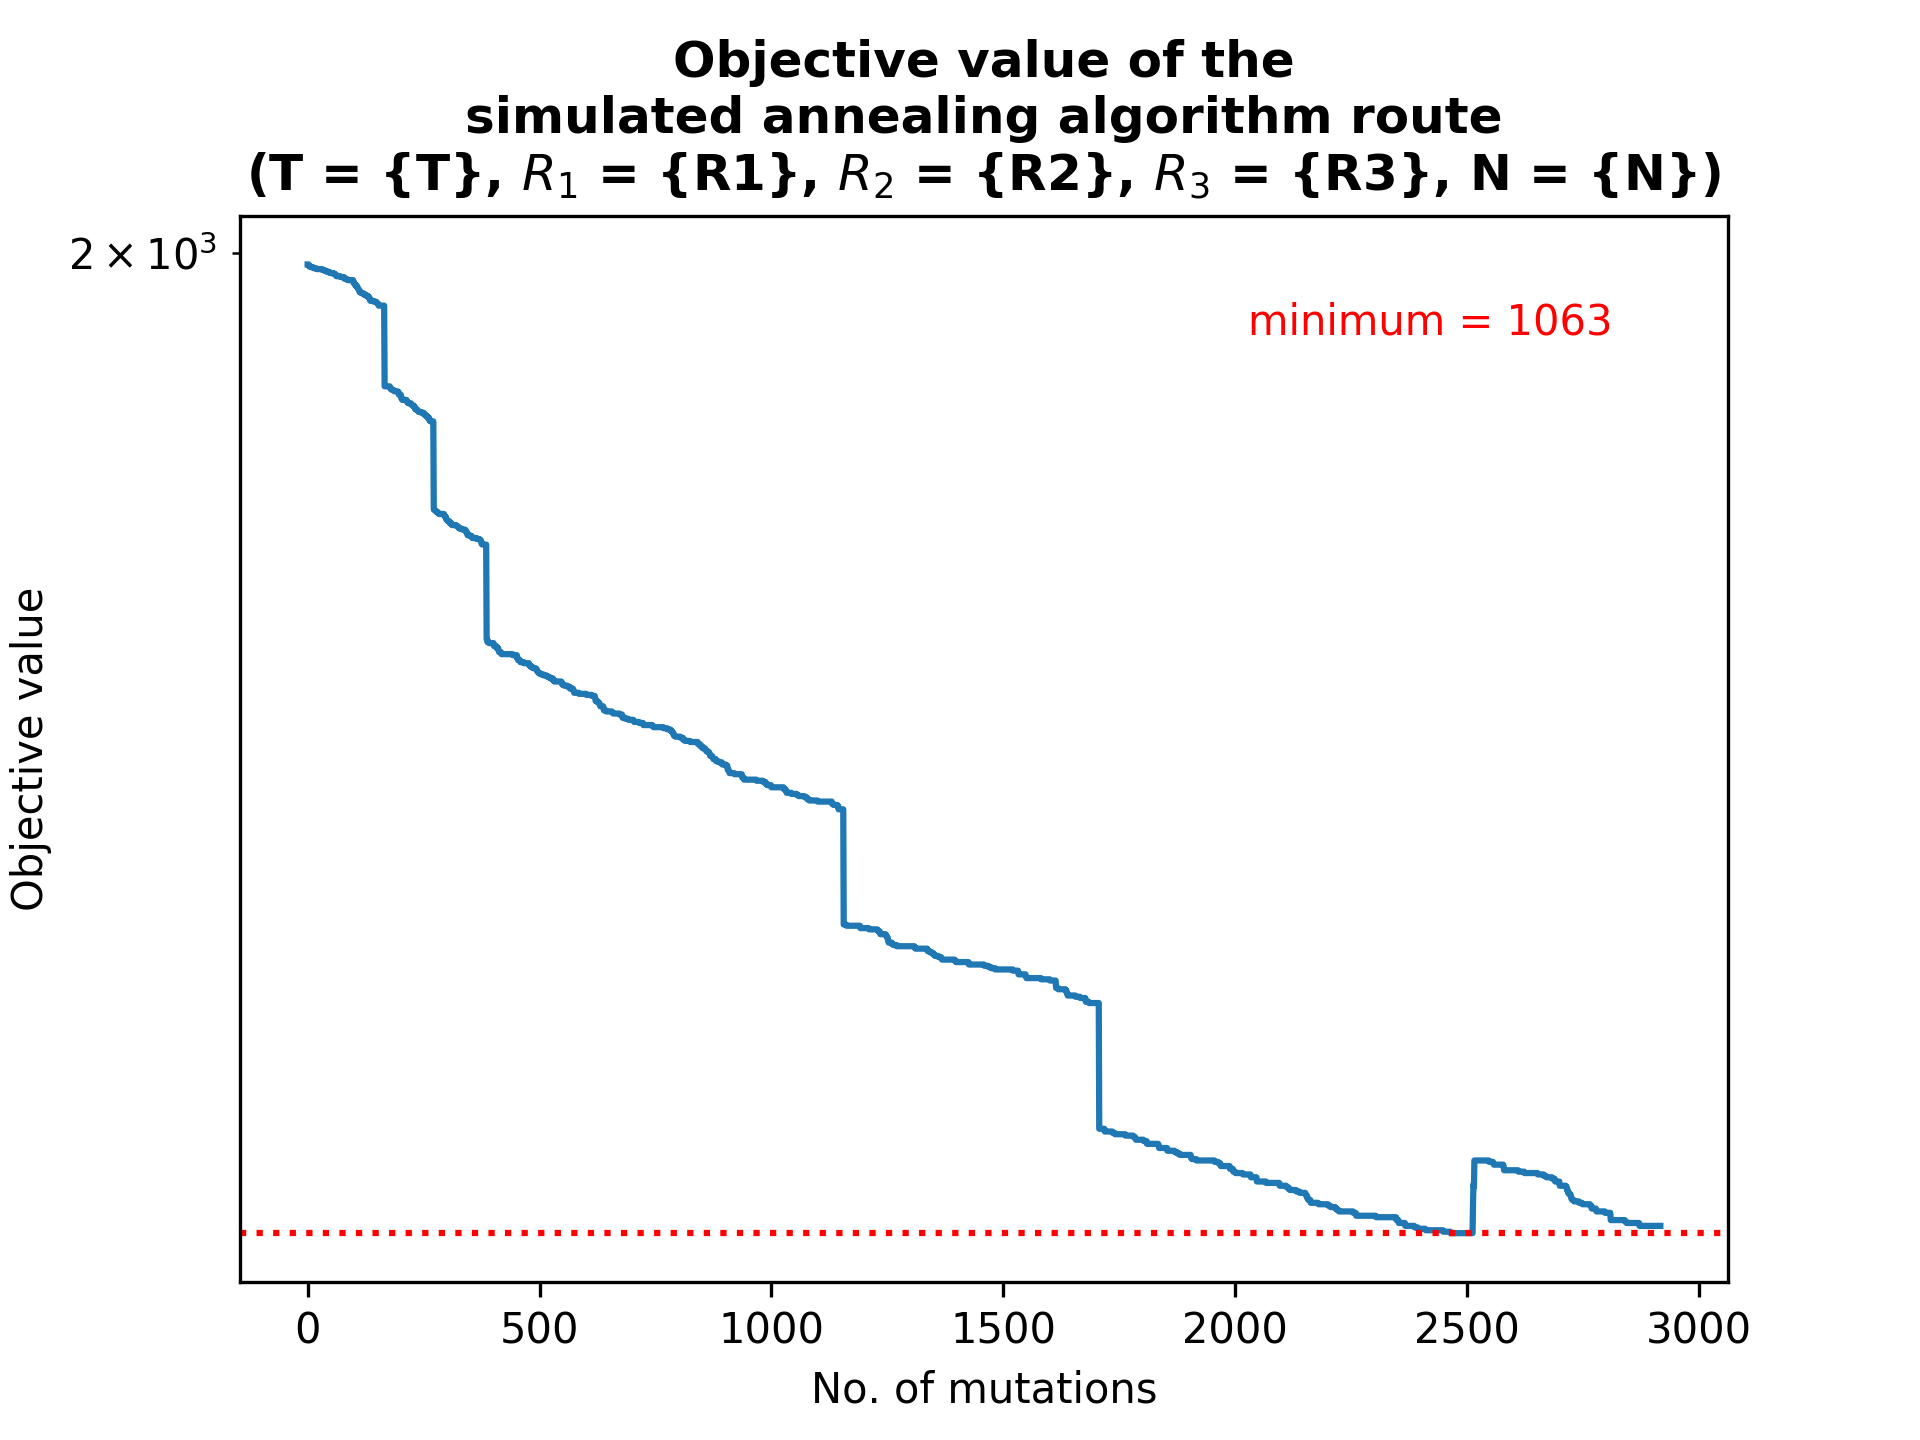 Objective value of the
simulated annealing algorithm route
(T = {T}, R₁ = {R1}, R₂ = {R2}, R₃ = {R3}, N = {N})
2 × 10³
minimum = 1063
Objective value
0 500 1000 1500 2000 2500 3000
No. of mutations